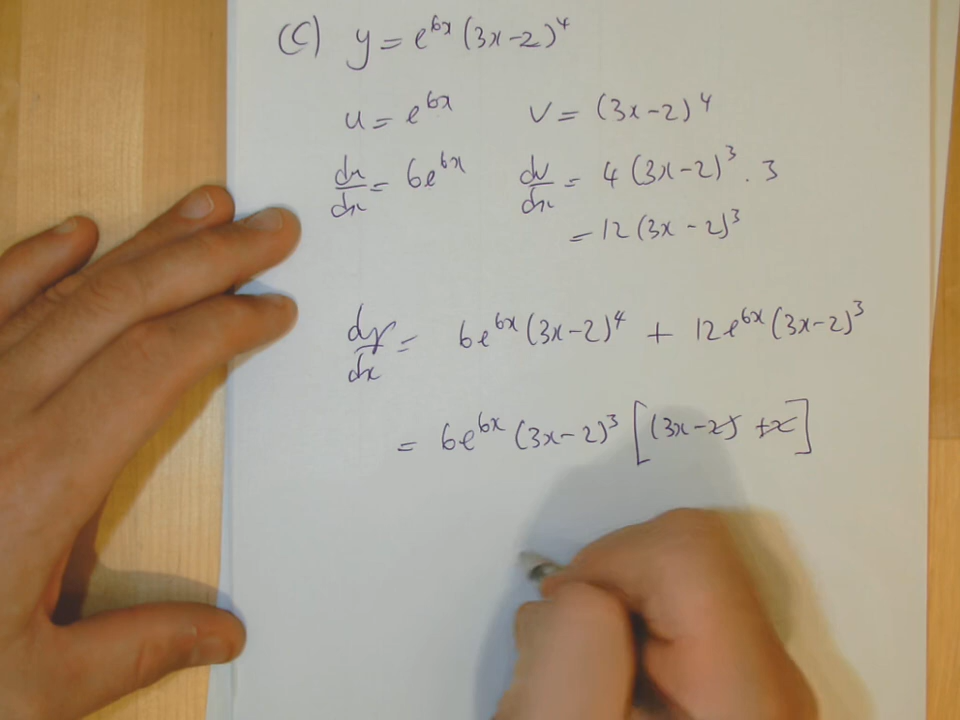 (C) y = e^{6x} (3x-2)^4
u = e^{6x} v = (3x-2)^4
du/dx = 6e^{6x} dv/dx = 4(3x-2)^3 . 3
= 12(3x-2)^3
dy/dx = 6e^{6x}(3x-2)^4 + 12e^{6x}(3x-2)^3
= 6e^{6x}(3x-2)^3 [(3x-2) +2]